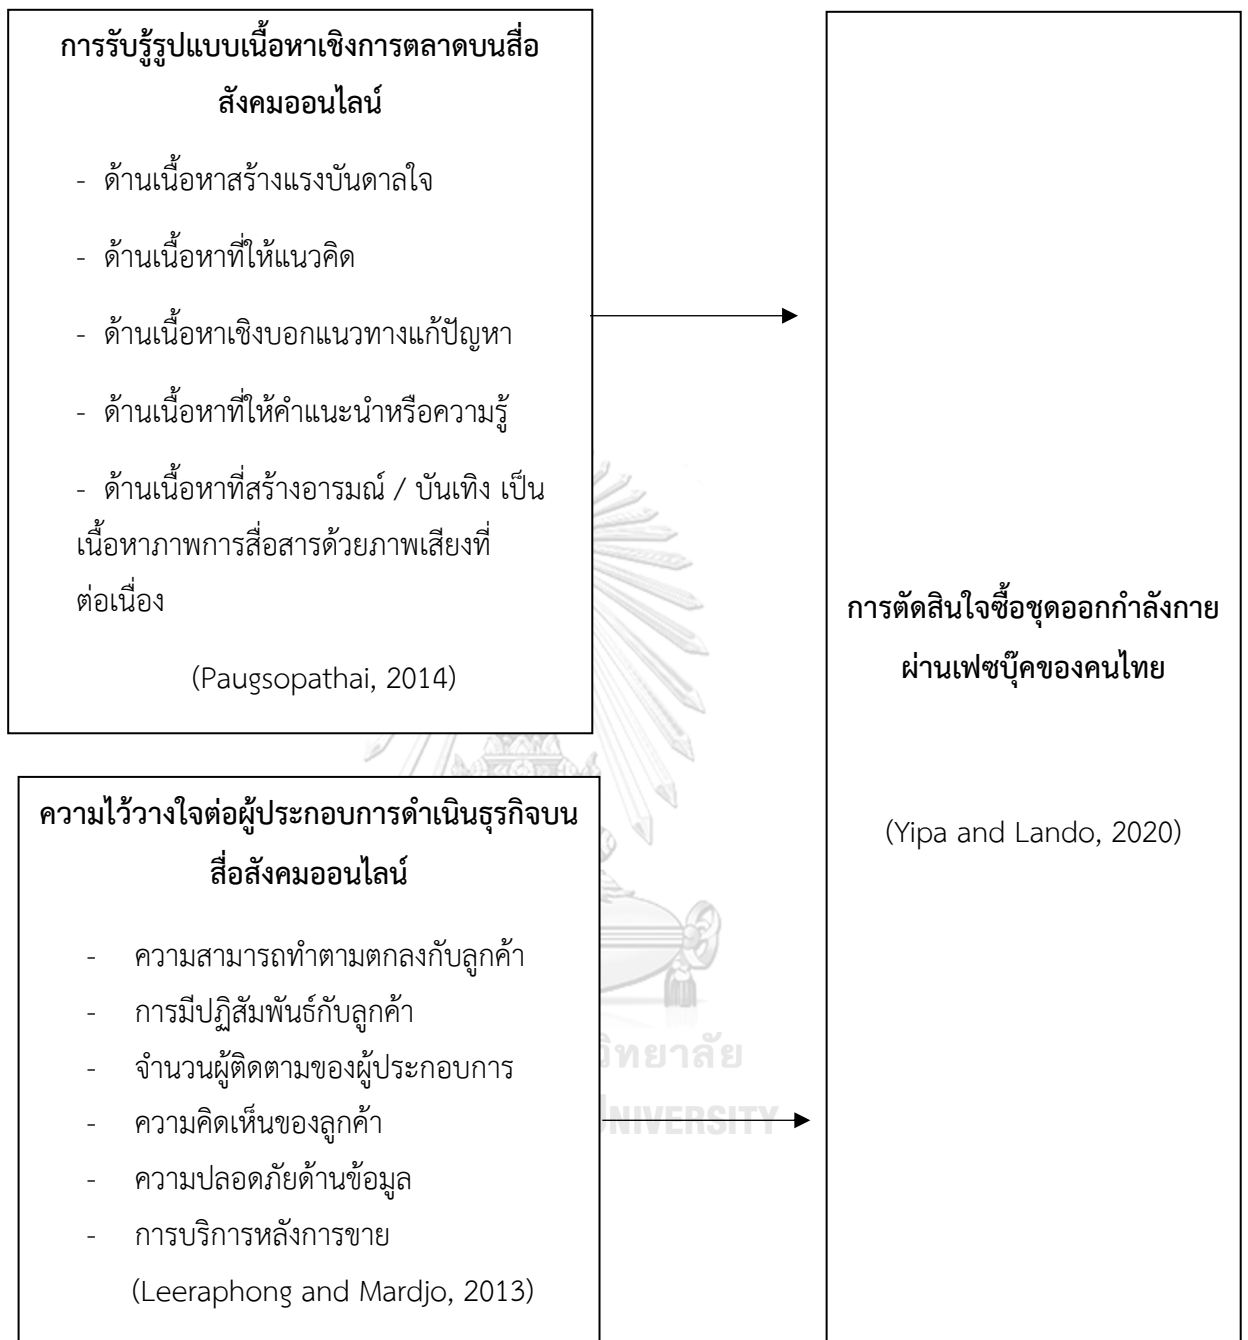 การรับรู้รูปแบบเนื้อหาเชิงการตลาดบนสื่อ
สังคมออนไลน์
- ด้านเนื้อหาสร้างแรงบันดาลใจ
- ด้านเนื้อหาที่ให้แนวคิด
- ด้านเนื้อหาเชิงบอกแนวทางแก้ปัญหา
- ด้านเนื้อหาที่ให้คำแนะนำหรือความรู้
- ด้านเนื้อหาที่สร้างอารมณ์ / บันเทิง เป็น
เนื้อหาภาพการสื่อสารด้วยภาพเสียงที่
ต่อเนื่อง
(Paugsopathai, 2014)
ความไว้วางใจต่อผู้ประกอบการดำเนินธุรกิจบน
สื่อสังคมออนไลน์
- ความสามารถทำตามตกลงกับลูกค้า
- การมีปฏิสัมพันธ์กับลูกค้า
- จำนวนผู้ติดตามของผู้ประกอบการ
- ความคิดเห็นของลูกค้า
- ความปลอดภัยด้านข้อมูล
- การบริการหลังการขาย
(Leeraphong and Mardjo, 2013)
การตัดสินใจซื้อชุดออกกำลังกาย
ผ่านเฟซบุ๊คของคนไทย
(Yipa and Lando, 2020)
วิทยาลัย
UNIVERSITY